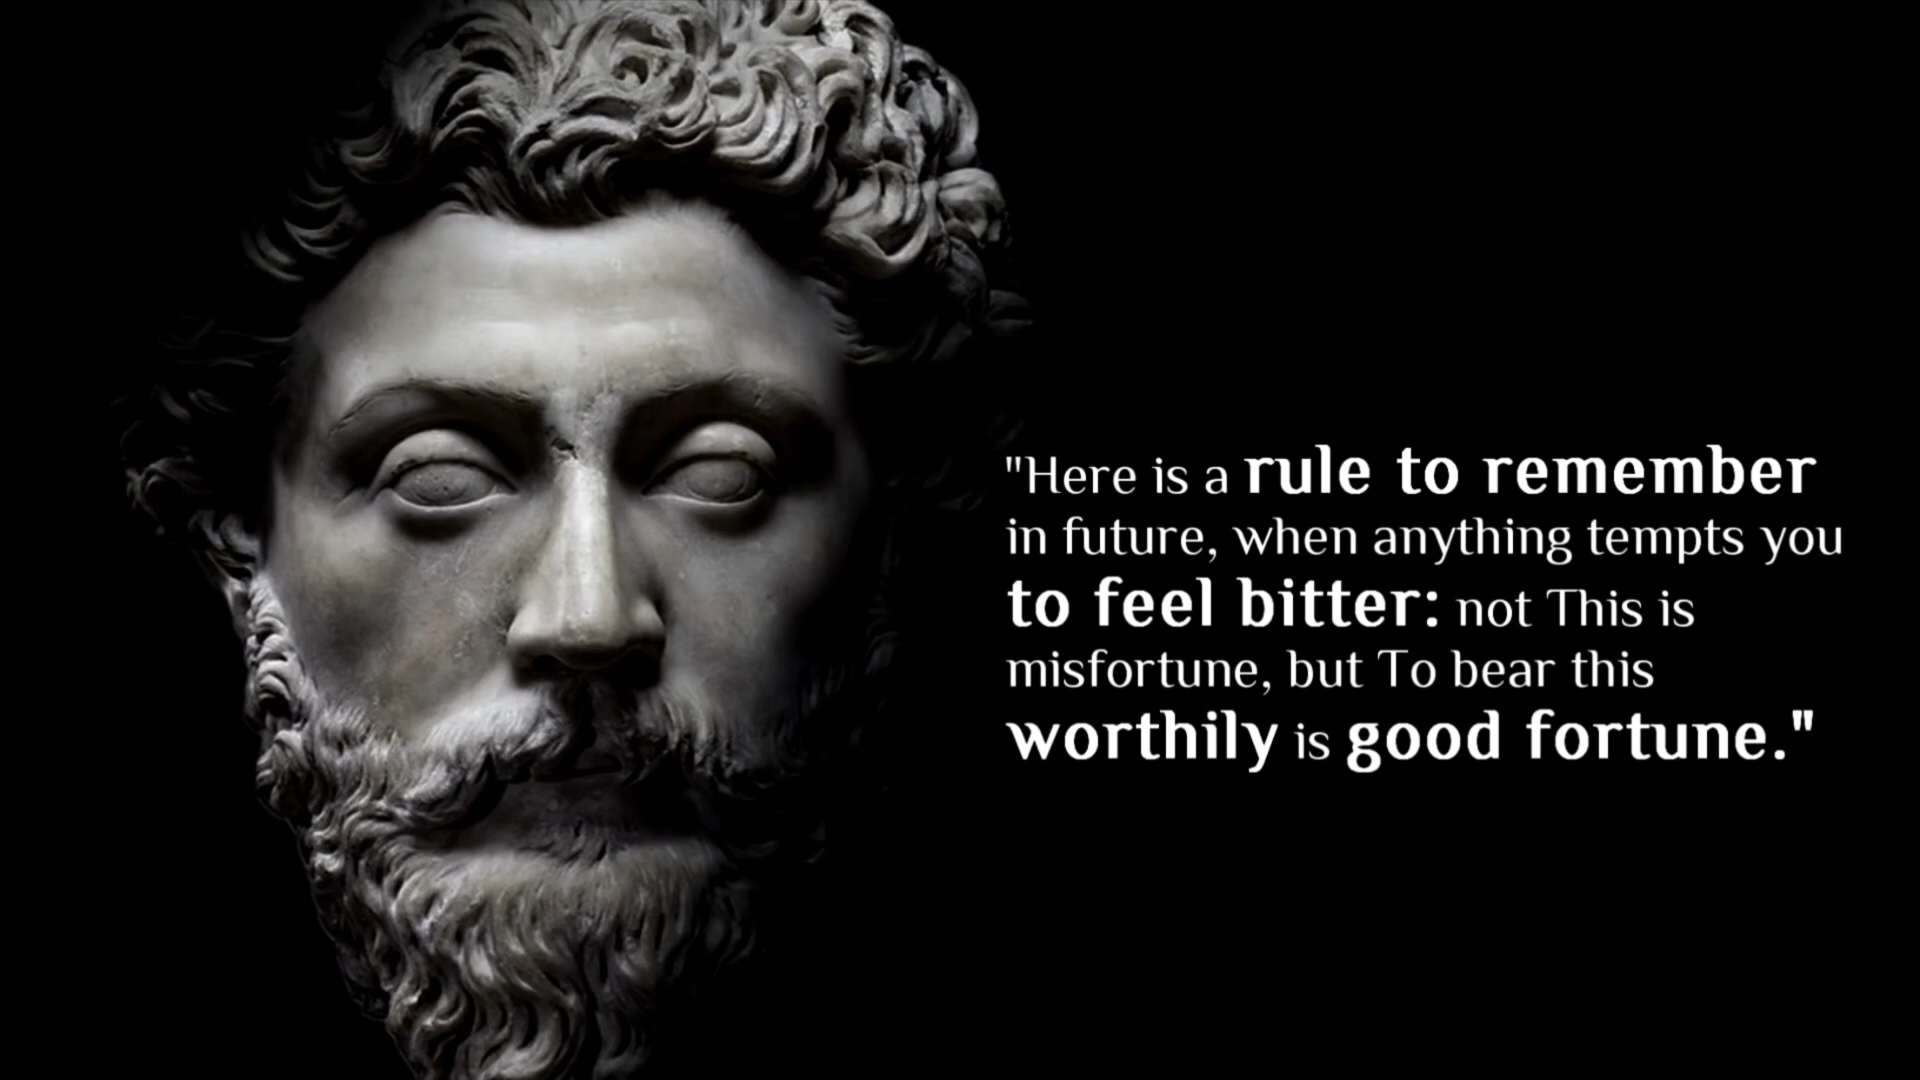 "Here is a rule to remember
in future, when anything tempts you
to feel bitter: not This is
misfortune, but To bear this
worthily is good fortune."